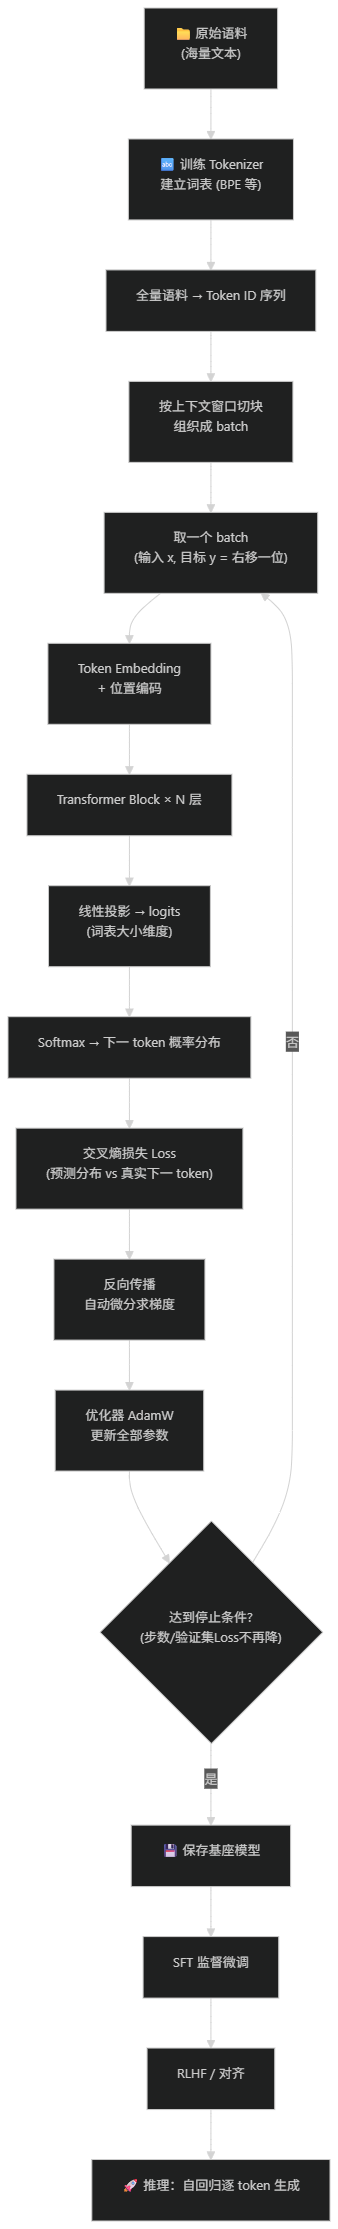 📁 原始语料
(海量文本)
🔤 训练 Tokenizer
建立词表 (BPE 等)
全量语料 → Token ID 序列
按上下文窗口切块
组织成 batch
取一个 batch
(输入 x, 目标 y = 右移一位)
Token Embedding
+ 位置编码
Transformer Block × N 层
线性投影 → logits
(词表大小维度)
Softmax → 下一 token 概率分布
否
交叉熵损失 Loss
(预测分布 vs 真实下一 token)
反向传播
自动微分求梯度
优化器 AdamW
更新全部参数
达到停止条件?
(步数/验证集Loss不再降)
是
💾 保存基座模型
SFT 监督微调
RLHF / 对齐
🚀 推理：自回归逐 token 生成